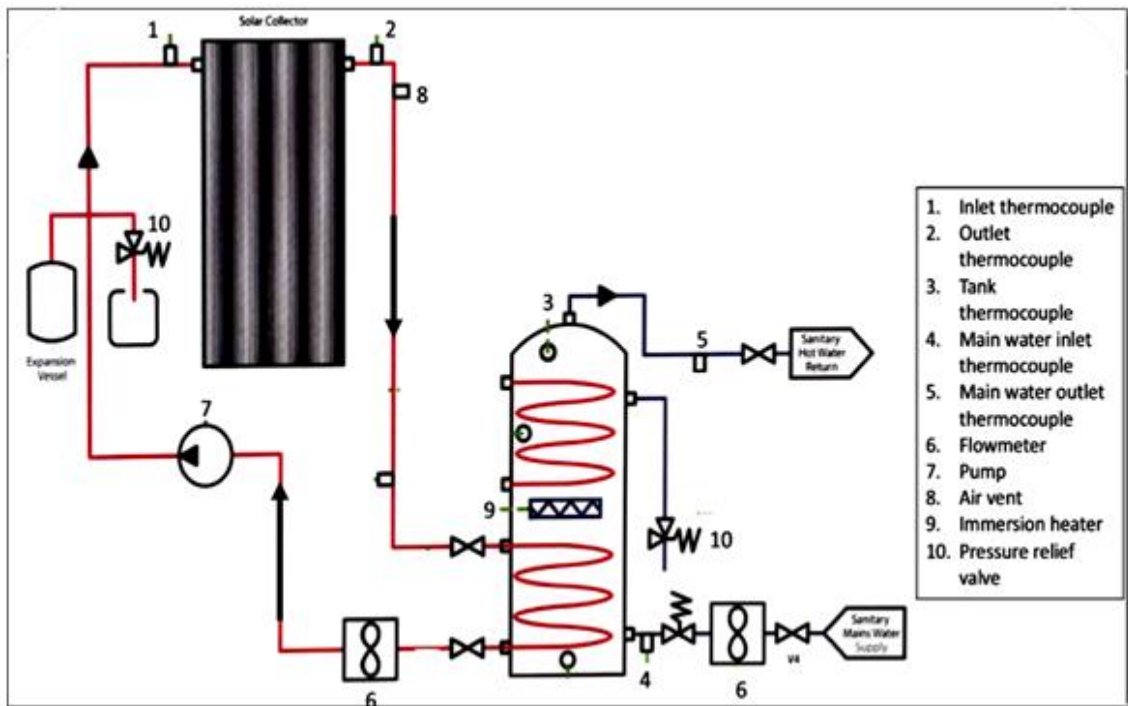 Solar Collector
1
2
8
10
Expansion
Vessel
7
3
5
Sanitary
Hot Water
Return
9
10
6
4
6
V4
Sanitary
Mains Water
Supply
1. Inlet thermocouple
2. Outlet
thermocouple
3. Tank
thermocouple
4. Main water inlet
thermocouple
5. Main water outlet
thermocouple
6. Flowmeter
7. Pump
8. Air vent
9. Immersion heater
10. Pressure relief
valve